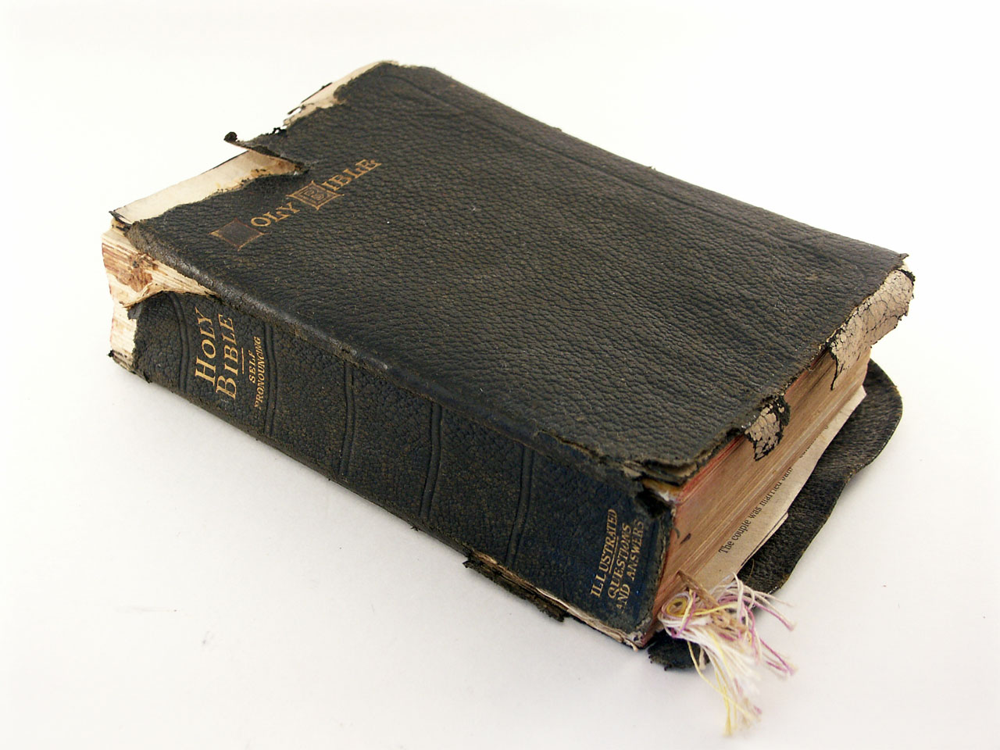 OLY BIBLE
HOLY
BIBLE
SELF
PRONOUNCING
ILLUSTRATED
QUESTIONS
AND ANSWERS
The couple was married